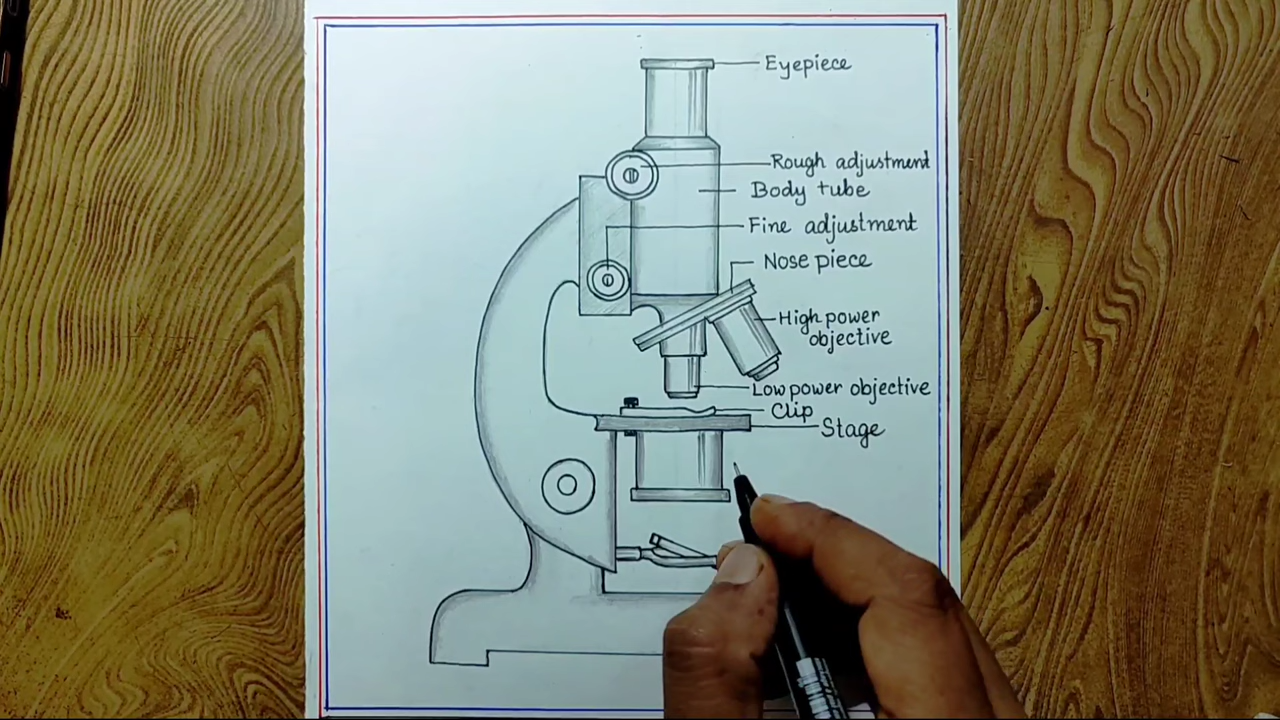 Eyepiece
Rough adjustment
Body tube
Fine adjustment
Nose piece
High power
objective
Low power objective
Clip
Stage